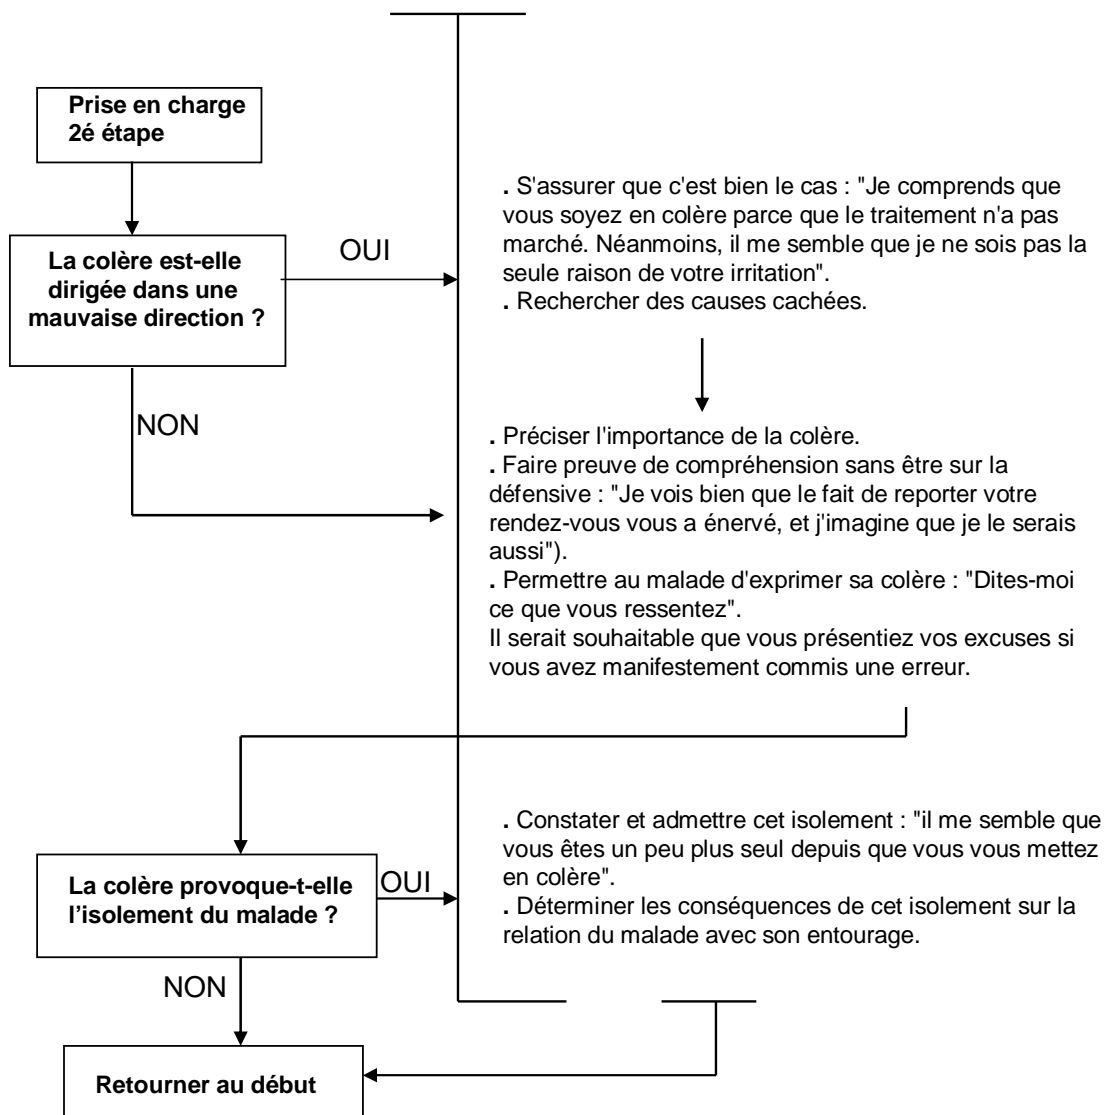 Prise en charge
2é étape
. S'assurer que c'est bien le cas : "Je comprends que
vous soyez en colère parce que le traitement n'a pas
marché. Néanmoins, il me semble que je ne sois pas la
seule raison de votre irritation".
. Rechercher des causes cachées.
La colère est-elle
dirigée dans une
mauvaise direction ?
OUI
NON
. Préciser l'importance de la colère.
. Faire preuve de compréhension sans être sur la
défensive : "Je vois bien que le fait de reporter votre
rendez-vous vous a énervé, et j'imagine que je le serais
aussi").
. Permettre au malade d'exprimer sa colère : "Dites-moi
ce que vous ressentez".
Il serait souhaitable que vous présentiez vos excuses si
vous avez manifestement commis une erreur.
La colère provoque-t-elle
l'isolement du malade ?
OUI
. Constater et admettre cet isolement : "il me semble que
vous êtes un peu plus seul depuis que vous vous mettez
en colère".
. Déterminer les conséquences de cet isolement sur la
relation du malade avec son entourage.
NON
Retourner au début